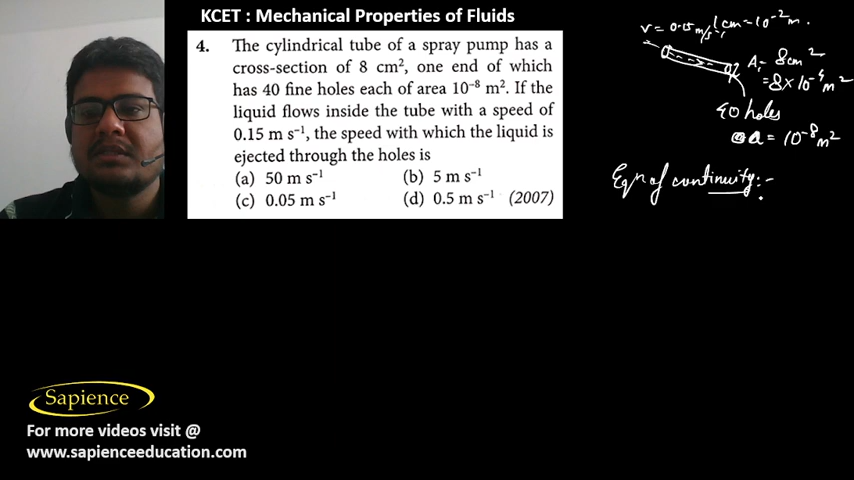 KCET : Mechanical Properties of Fluids
4. The cylindrical tube of a spray pump has a
cross-section of 8 cm², one end of which
has 40 fine holes each of area 10⁻⁸ m². If the
liquid flows inside the tube with a speed of
0.15 m s⁻¹, the speed with which the liquid is
ejected through the holes is
(a) 50 m s⁻¹ (b) 5 m s⁻¹
(c) 0.05 m s⁻¹ (d) 0.5 m s⁻¹ (2007)
v = 0.15 m/s
1 cm = 10⁻² m.
A₁ = 8 cm²
= 8 × 10⁻⁴ m²
40 holes
a = 10⁻⁸ m²
Eqn of continuity:-
Sapience
For more videos visit @
www.sapienceeducation.com